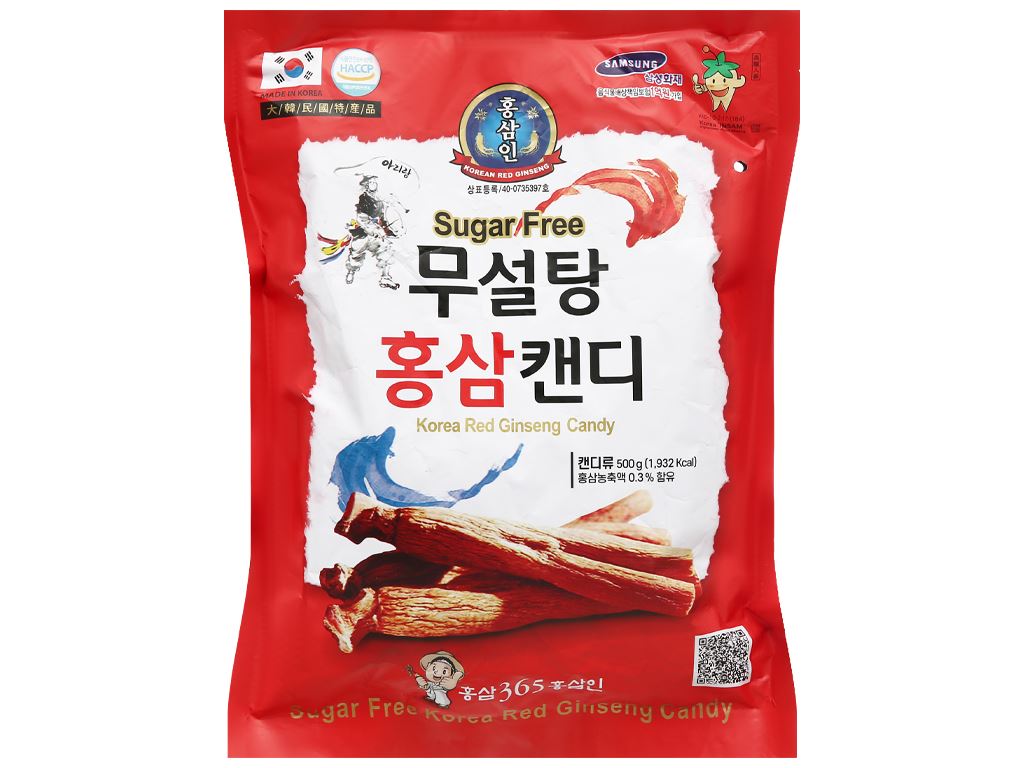 HACCP
MADE IN KOREA
大韓民國特産品
SAMSUNG
삼성화재
홍삼인
KOREAN RED GINSENG
상표등록/40-0735397호
아리랑
Sugar Free
무설탕
홍삼캔디
Korea Red Ginseng Candy
캔디류 500g (1,932 Kcal)
홍삼농축액 0.3% 함유
홍삼365홍삼인
Sugar Free Korea Red Ginseng Candy